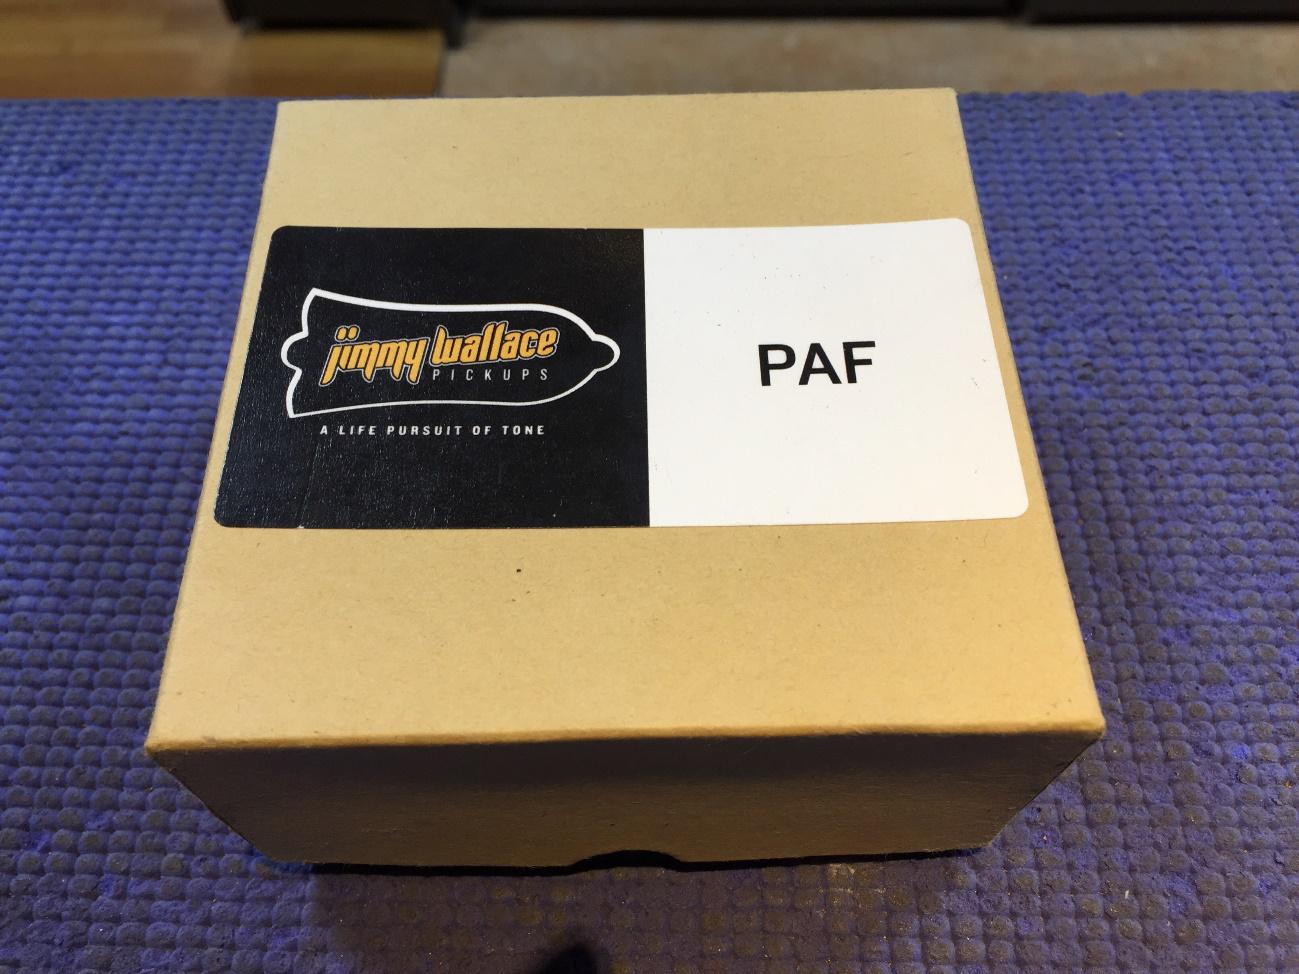 jimmy wallace
PICKUPS
A LIFE PURSUIT OF TONE
PAF